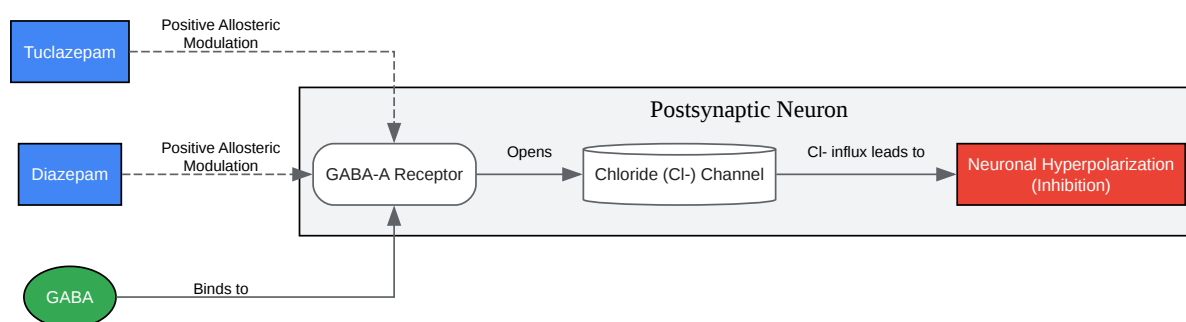 Positive Allosteric
Modulation
Tuclazepam
Postsynaptic Neuron
Positive Allosteric
Modulation
Diazepam
GABA-A Receptor
Opens
Chloride (Cl-) Channel
Cl- influx leads to
Neuronal Hyperpolarization
(Inhibition)
GABA
Binds to